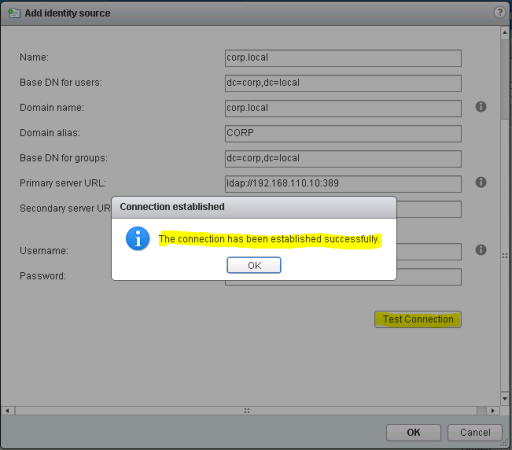 Add identity source
Name: corp.local
Base DN for users: dc=corp,dc=local
Domain name: corp.local
Domain alias: CORP
Base DN for groups: dc=corp,dc=local
Primary server URL: ldap://192.168.110.10:389
Secondary server UR
Connection established
The connection has been established successfully.
OK
Username:
Password:
Test Connection
OK Cancel